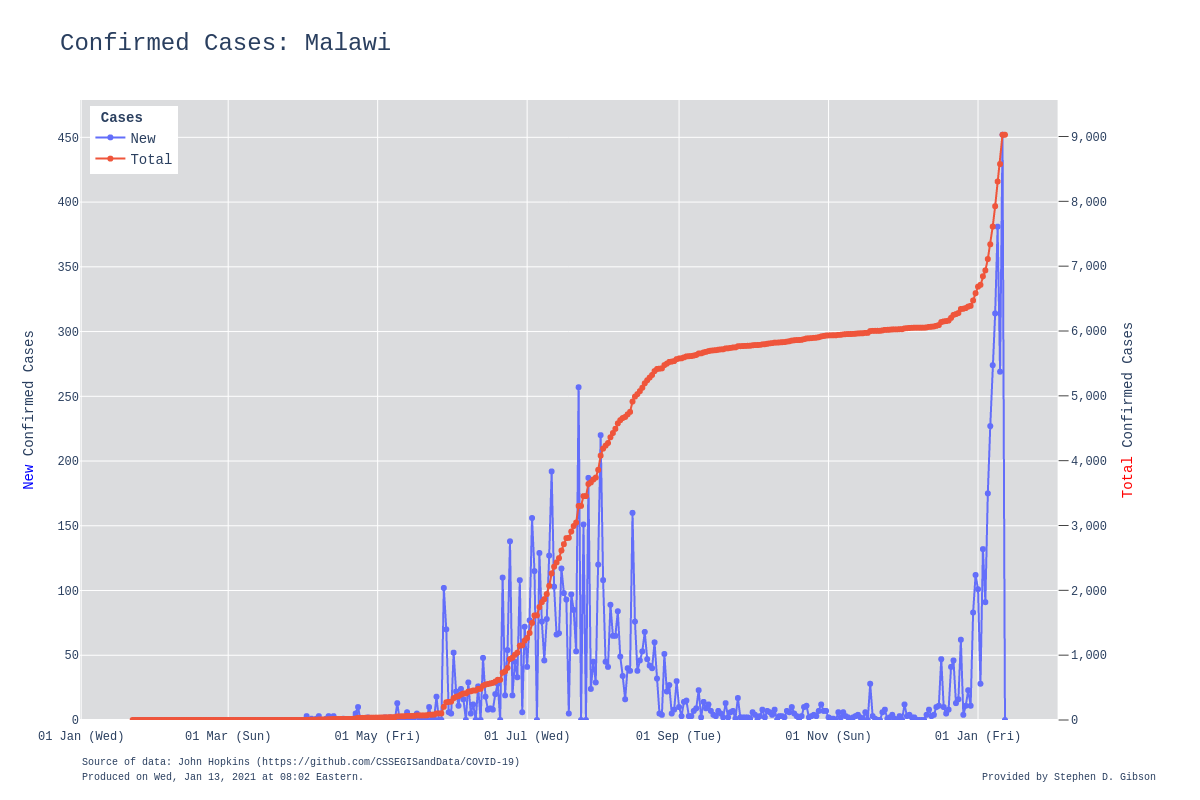 Confirmed Cases: Malawi
Cases
New
Total
450
400
350
300
250
200
150
100
50
0
9,000
8,000
7,000
6,000
5,000
4,000
3,000
2,000
1,000
0
New Confirmed Cases
Total Confirmed Cases
01 Jan (Wed)
01 Mar (Sun)
01 May (Fri)
01 Jul (Wed)
01 Sep (Tue)
01 Nov (Sun)
01 Jan (Fri)
Source of data: John Hopkins (https://github.com/CSSEGISandData/COVID-19)
Produced on Wed, Jan 13, 2021 at 08:02 Eastern.
Provided by Stephen D. Gibson